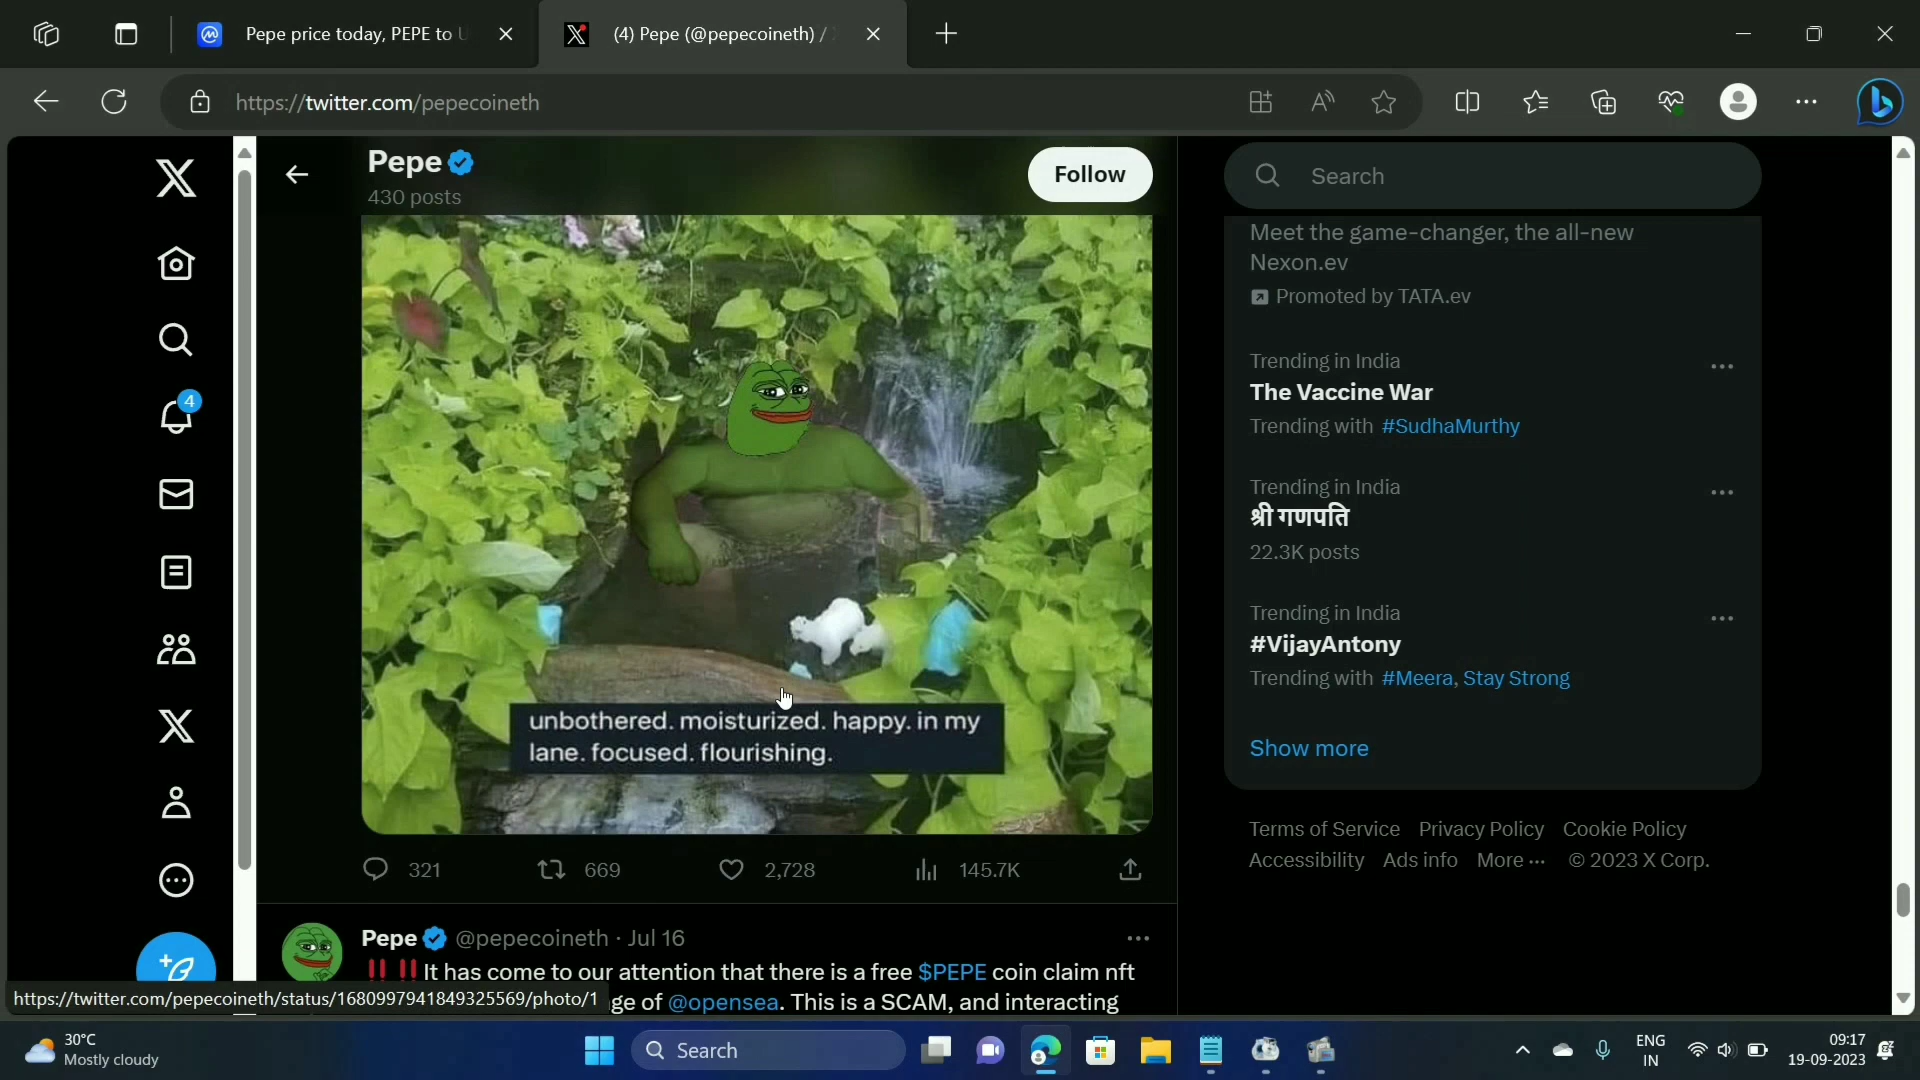 Pepe price today, PEPE to U
(4) Pepe (@pepecoineth) /
https://twitter.com/pepecoineth
Pepe
430 posts
Follow
Search
Meet the game-changer, the all-new
Nexon.ev
Promoted by TATA.ev
Trending in India
The Vaccine War
Trending with #SudhaMurthy
Trending in India
श्री गणपति
22.3K posts
Trending in India
#VijayAntony
Trending with #Meera, Stay Strong
Show more
Terms of Service Privacy Policy Cookie Policy
Accessibility Ads info More ··· © 2023 X Corp.
4
unbothered. moisturized. happy. in my
lane. focused. flourishing.
321 669 2,728 145.7K
Pepe @pepecoineth · Jul 16
‼️ ‼️ It has come to our attention that there is a free $PEPE coin claim nft
ge of @opensea. This is a SCAM, and interacting
https://twitter.com/pepecoineth/status/1680997941849325569/photo/1
30°C
Mostly cloudy
Search
ENG
IN
09:17
19-09-2023